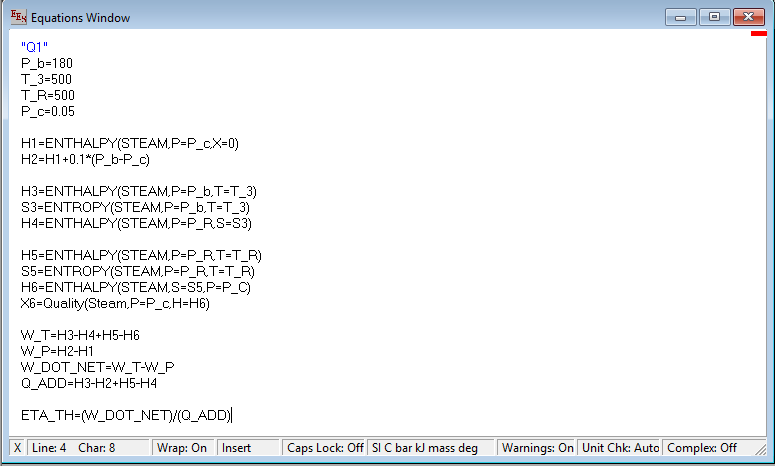 EES Equations Window
"Q1"
P_b=180
T_3=500
T_R=500
P_c=0.05
H1=ENTHALPY(STEAM,P=P_c,X=0)
H2=H1+0.1*(P_b-P_c)
H3=ENTHALPY(STEAM,P=P_b,T=T_3)
S3=ENTROPY(STEAM,P=P_b,T=T_3)
H4=ENTHALPY(STEAM,P=P_R,S=S3)
H5=ENTHALPY(STEAM,P=P_R,T=T_R)
S5=ENTROPY(STEAM,P=P_R,T=T_R)
H6=ENTHALPY(STEAM,S=S5,P=P_C)
X6=Quality(Steam,P=P_c,H=H6)
W_T=H3-H4+H5-H6
W_P=H2-H1
W_DOT_NET=W_T-W_P
Q_ADD=H3-H2+H5-H4
ETA_TH=(W_DOT_NET)/(Q_ADD)
X Line: 4 Char: 8 Wrap: On Insert Caps Lock: Off SI C bar kJ mass deg Warnings: On Unit Chk: Auto Complex: Off